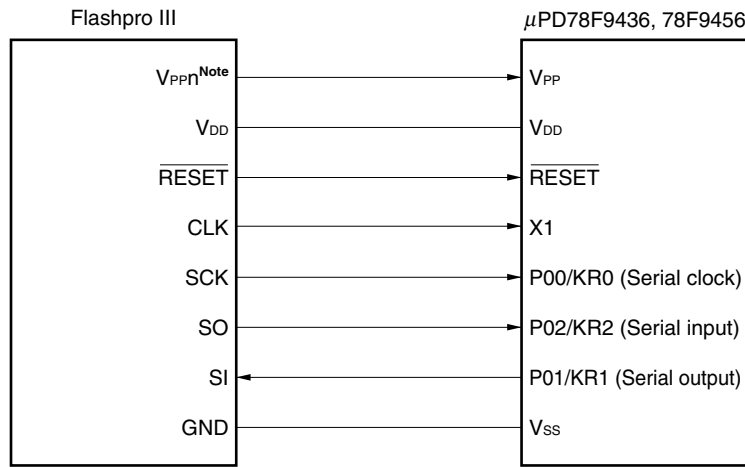 Flashpro III μPD78F9436, 78F9456
VPPnNote VPP
VDD VDD
RESET RESET
CLK X1
SCK P00/KR0 (Serial clock)
SO P02/KR2 (Serial input)
SI P01/KR1 (Serial output)
GND VSS